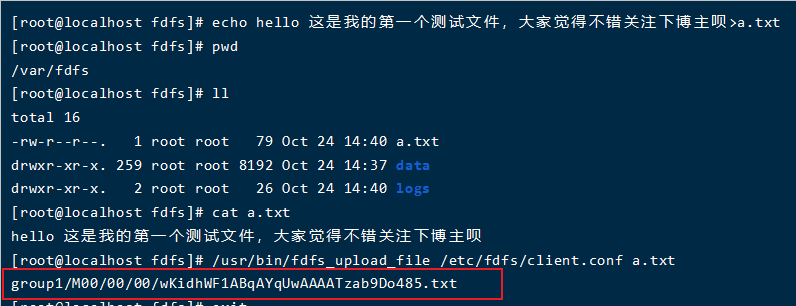 [root@localhost fdfs]# echo hello 这是我的第一个测试文件，大家觉得不错关注下博主呗>a.txt
[root@localhost fdfs]# pwd
/var/fdfs
[root@localhost fdfs]# ll
total 16
-rw-r--r--.   1 root root   79 Oct 24 14:40 a.txt
drwxr-xr-x. 259 root root 8192 Oct 24 14:37 data
drwxr-xr-x.   2 root root   26 Oct 24 14:40 logs
[root@localhost fdfs]# cat a.txt
hello 这是我的第一个测试文件，大家觉得不错关注下博主呗
[root@localhost fdfs]# /usr/bin/fdfs_upload_file /etc/fdfs/client.conf a.txt
group1/M00/00/00/wKidhWF1ABqAYqUwAAAATzab9Do485.txt